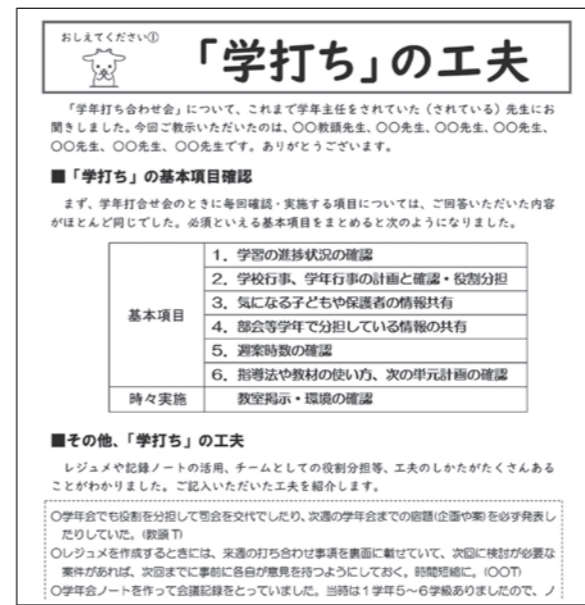 おしえてください①
「学打ち」の工夫
「学年打ち合わせ会」について、これまで学年主任をされていた（されている）先生にお
聞きしました。今回ご教示いただいたのは、〇〇教頭先生、〇〇先生、〇〇先生、〇〇先生、
〇〇先生、〇〇先生、〇〇先生です。ありがとうございます。
■「学打ち」の基本項目確認
まず、学年打合せ会のときに毎回確認・実施する項目については、ご回答いただいた内容
がほとんど同じでした。必須といえる基本項目をまとめると次のようになりました。
基本項目
1．学習の進捗状況の確認
2．学校行事、学年行事の計画と確認・役割分担
3．気になる子どもや保護者の情報共有
4．部会等学年で分担している情報の共有
5．週案時数の確認
6．指導法や教材の使い方、次の単元計画の確認
時々実施 教室掲示・環境の確認
■その他、「学打ち」の工夫
レジュメや記録ノートの活用、チームとしての役割分担等、工夫のしかたがたくさんある
ことがわかりました。ご記入いただいた工夫を紹介します。
〇学年会でも役割を分担して司会を交代でしたり、次週の学年会までの宿題(企画や案)を必ず発表し
たりしていた。(教頭T)
〇レジュメを作成するときには、来週の打ち合わせ事項を裏面に載せていて、次回に検討が必要な
案件があれば、次回までに事前に各自が意見を持つようにしておく。時間短縮に。(〇〇T)
〇学年会ノートを作って会議記録をとっていました。当時は1学年5～6学級ありましたので、ノ